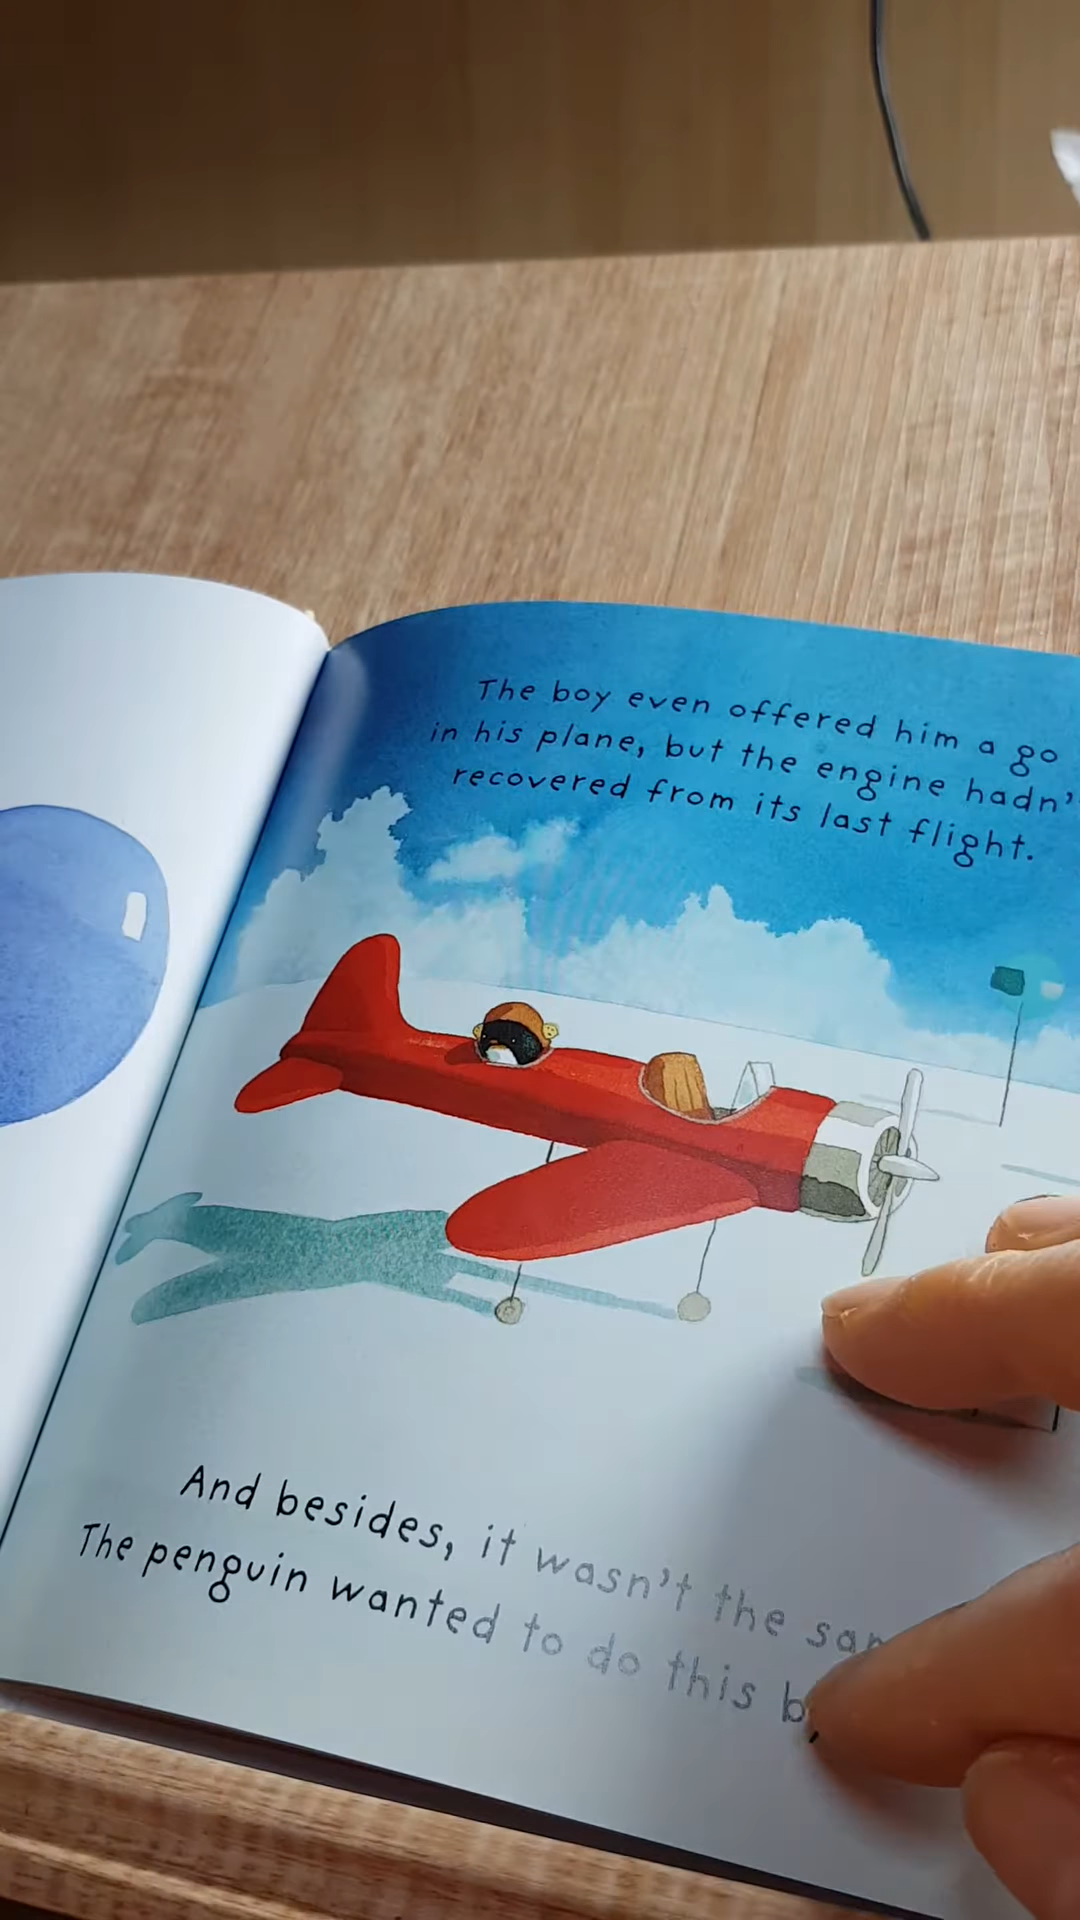 The boy even offered him a go
in his plane, but the engine hadn'
recovered from its last flight.
And besides, it wasn't the
The penguin wanted to do this